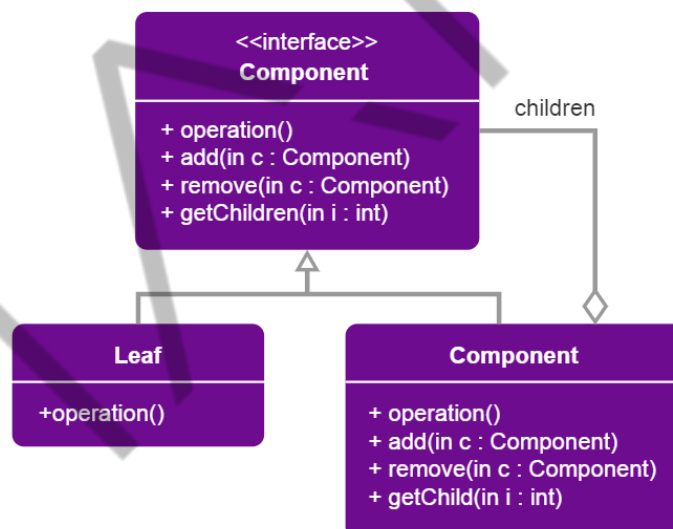 <<interface>>
Component
+ operation()
+ add(in c : Component)
+ remove(in c : Component)
+ getChildren(in i : int)
children
Leaf
+operation()
Component
+ operation()
+ add(in c : Component)
+ remove(in c : Component)
+ getChild(in i : int)